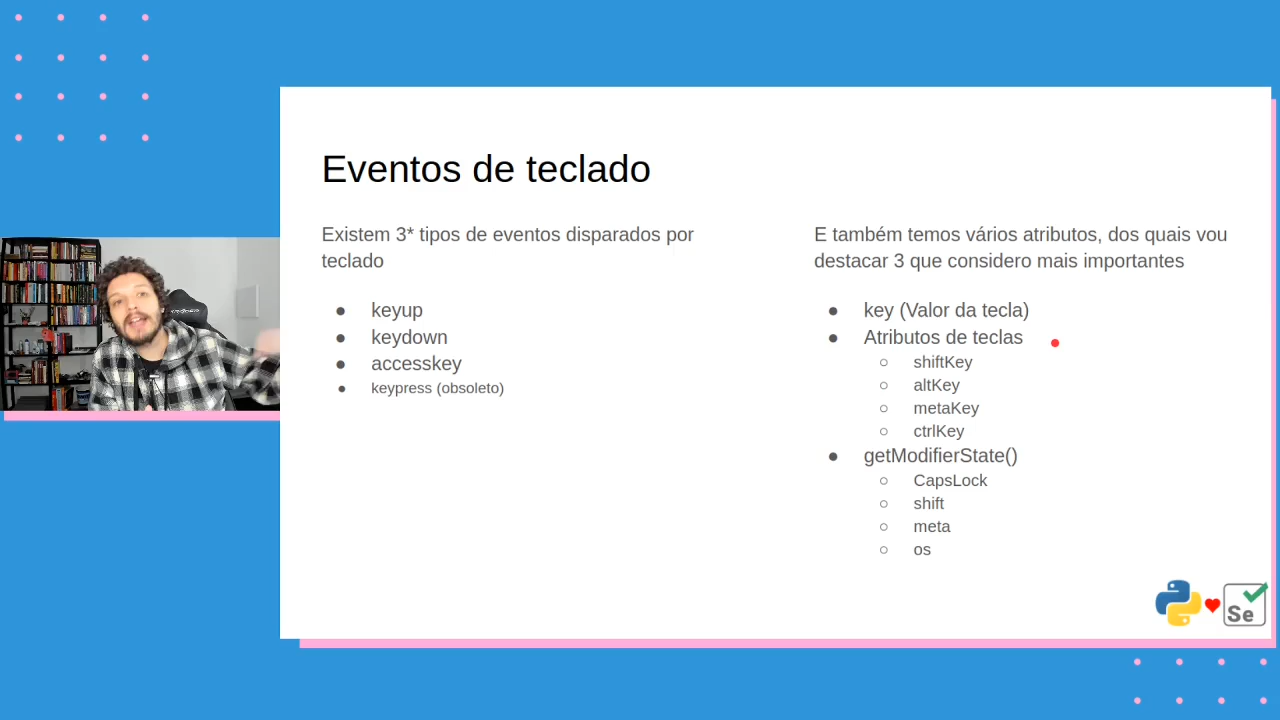 Eventos de teclado
Existem 3* tipos de eventos disparados por
teclado
● keyup
● keydown
● accesskey
● keypress (obsoleto)
E também temos vários atributos, dos quais vou
destacar 3 que considero mais importantes
● key (Valor da tecla)
● Atributos de teclas
○ shiftKey
○ altKey
○ metaKey
○ ctrlKey
● getModifierState()
○ CapsLock
○ shift
○ meta
○ os
Se